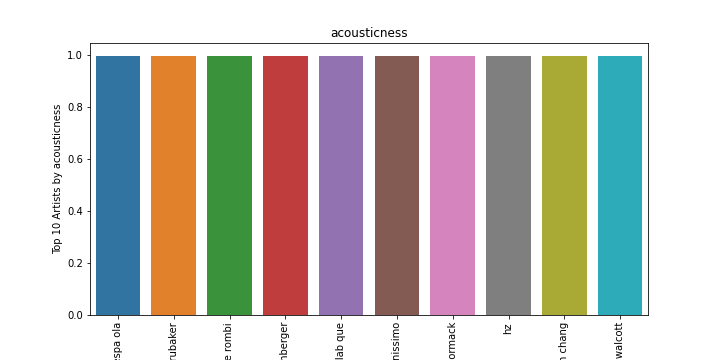 acousticness
Top 10 Artists by acousticness
1.0
0.8
0.6
0.4
0.2
0.0
espa ola
rubaker
e rombi
nberger
lab que
nissimo
ormack
hz
chang
walcott